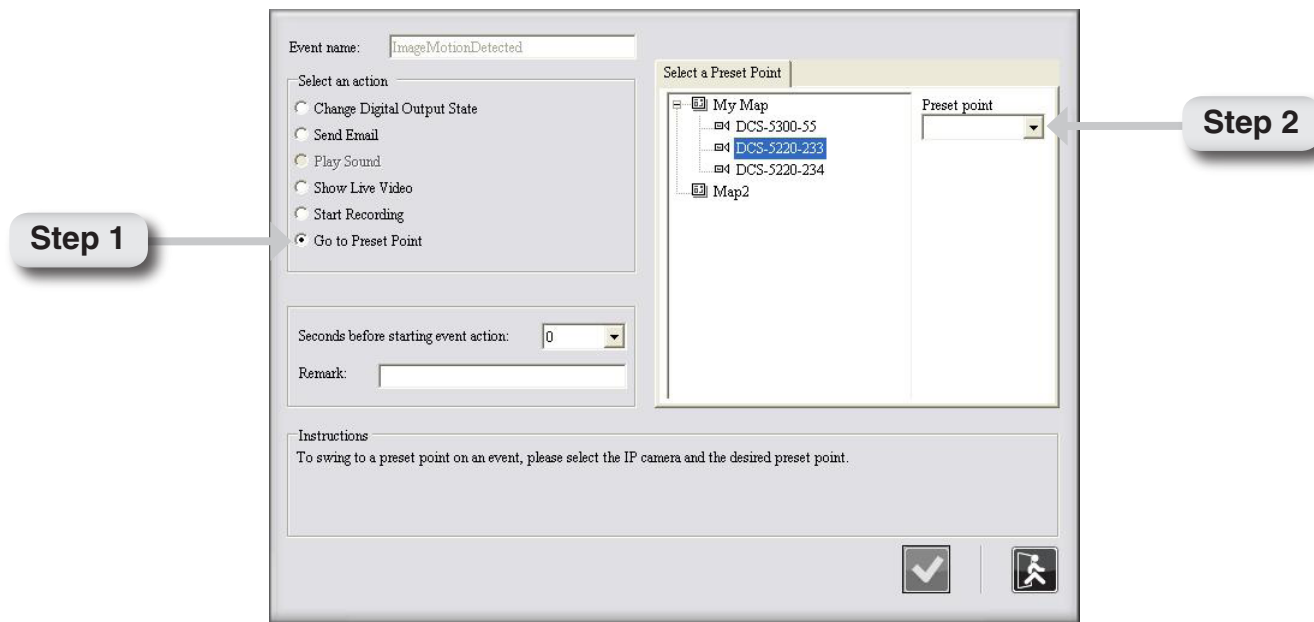 Event name: ImageMotionDetected
Select an action
Change Digital Output State
Send Email
Play Sound
Show Live Video
Start Recording
Go to Preset Point
Step 1
Seconds before starting event action: 0
Remark:
Select a Preset Point
My Map
DCS-5300-55
DCS-5220-233
DCS-5220-234
Map2
Preset point
Step 2
Instructions
To swing to a preset point on an event, please select the IP camera and the desired preset point.